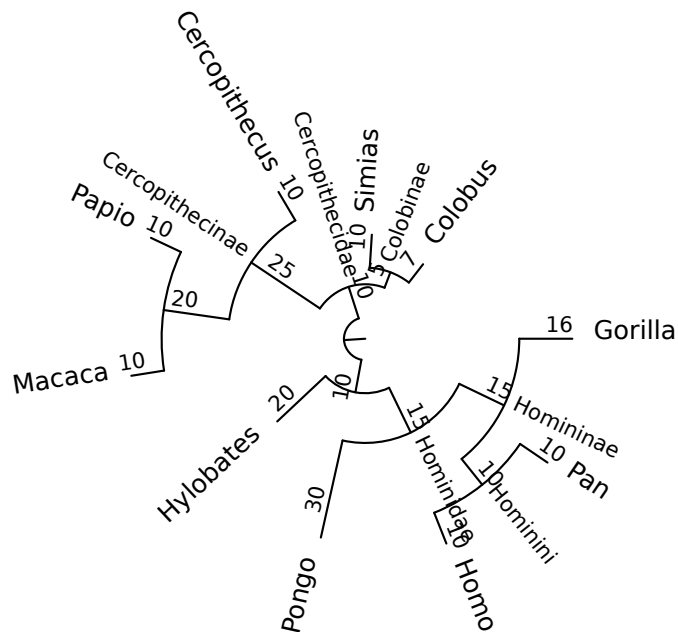 Cercopithecus
10
Cercopithecidae
10
Simias
10
Colobinae
5
Colobus
7
Cercopithecinae
25
Papio
10
20
Macaca
10
Gorilla
16
15
Homininae
10
Pan
10
Hominini
10
Homo
15
Hominidae
10
20
Hylobates
30
Pongo